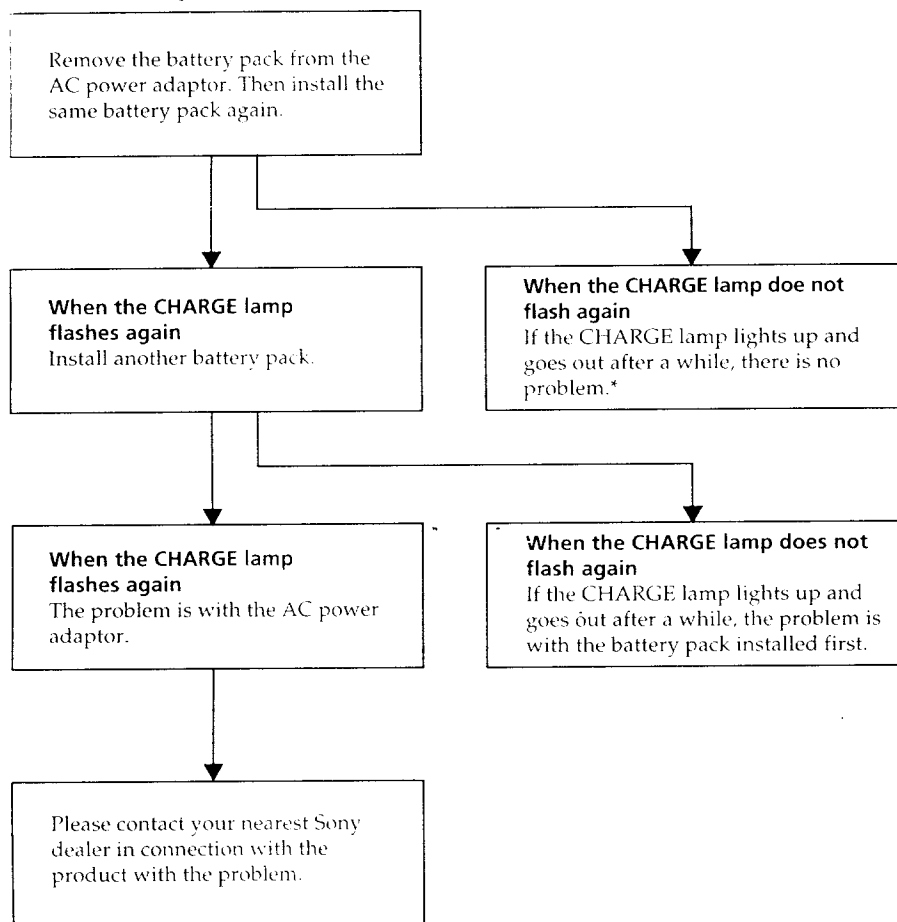 Remove the battery pack from the
AC power adaptor. Then install the
same battery pack again.
When the CHARGE lamp
flashes again
Install another battery pack.
When the CHARGE lamp doe not
flash again
If the CHARGE lamp lights up and
goes out after a while, there is no
problem.*
When the CHARGE lamp
flashes again
The problem is with the AC power
adaptor.
When the CHARGE lamp does not
flash again
If the CHARGE lamp lights up and
goes out after a while, the problem is
with the battery pack installed first.
Please contact your nearest Sony
dealer in connection with the
product with the problem.